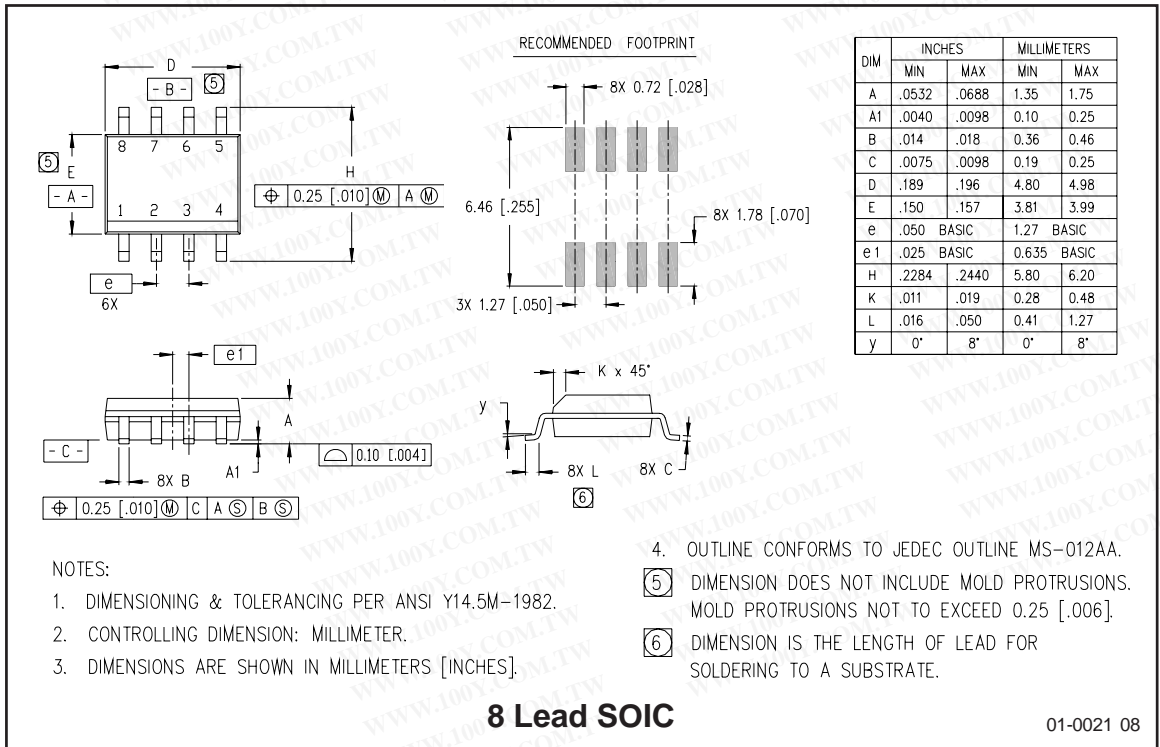 RECOMMENDED FOOTPRINT
D
- B - 5
8X 0.72 [.028]
8 7 6 5
5 E
- A -
H
⌖ 0.25 [.010] Ⓜ A Ⓜ
1 2 3 4
e
6X
6.46 [.255]
8X 1.78 [.070]
3X 1.27 [.050]
DIM INCHES MILLIMETERS
MIN MAX MIN MAX
A .0532 .0688 1.35 1.75
A1 .0040 .0098 0.10 0.25
B .014 .018 0.36 0.46
C .0075 .0098 0.19 0.25
D .189 .196 4.80 4.98
E .150 .157 3.81 3.99
e .050 BASIC 1.27 BASIC
e1 .025 BASIC 0.635 BASIC
H .2284 .2440 5.80 6.20
K .011 .019 0.28 0.48
L .016 .050 0.41 1.27
y 0° 8° 0° 8°
e1
A
- C -
A1
8X B
⌓ 0.10 [.004]
⌖ 0.25 [.010] Ⓜ C A Ⓢ B Ⓢ
K x 45°
y
8X L
8X C
6
NOTES:
1. DIMENSIONING & TOLERANCING PER ANSI Y14.5M-1982.
2. CONTROLLING DIMENSION: MILLIMETER.
3. DIMENSIONS ARE SHOWN IN MILLIMETERS [INCHES].
4. OUTLINE CONFORMS TO JEDEC OUTLINE MS-012AA.
5 DIMENSION DOES NOT INCLUDE MOLD PROTRUSIONS.
MOLD PROTRUSIONS NOT TO EXCEED 0.25 [.006].
6 DIMENSION IS THE LENGTH OF LEAD FOR
SOLDERING TO A SUBSTRATE.
8 Lead SOIC
01-0021 08
WWW.100Y.COM.TW